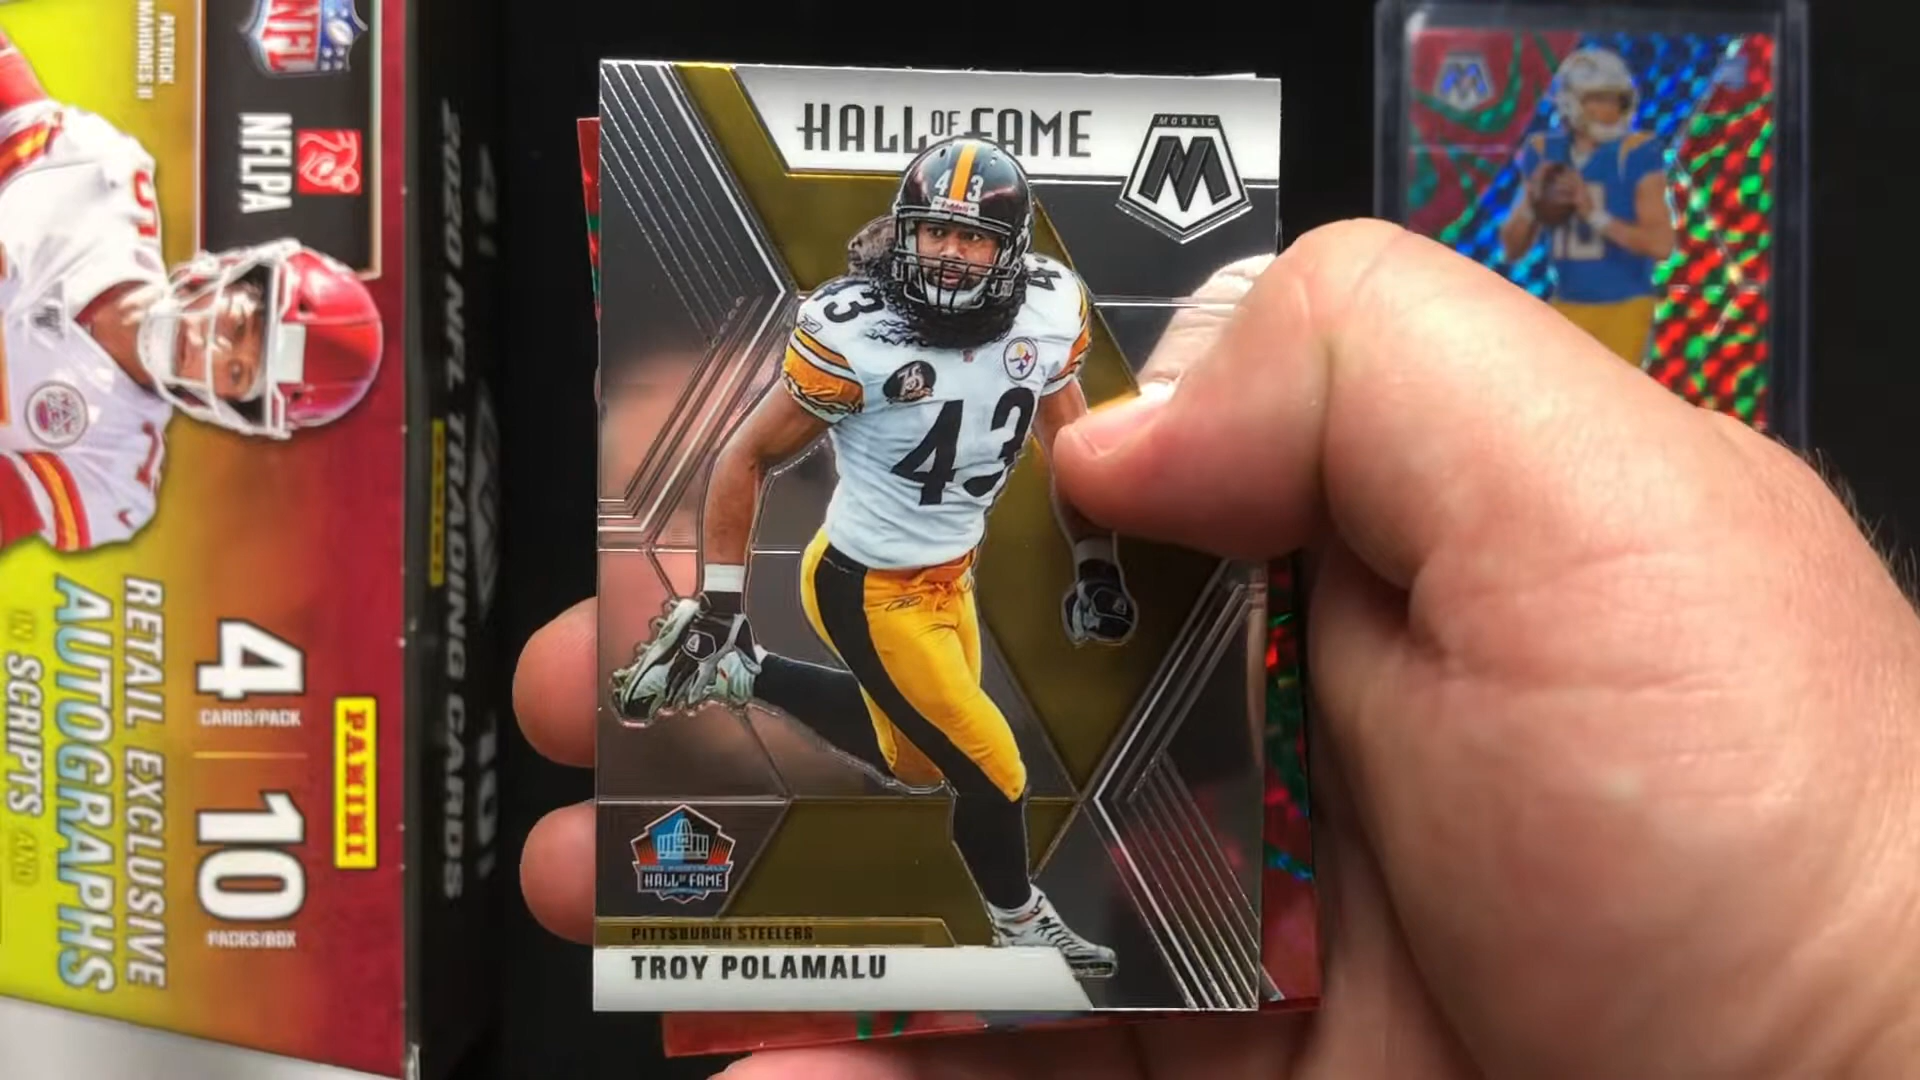 PATRICK
MAHOMES II
NFL
NFLPA
4
CARDS/PACK
10
PACKS/BOX
PANINI
RETAIL EXCLUSIVE
AUTOGRAPHS
IN SCRIPTS AND
2020 NFL TRADING CARDS
HALL OF FAME
MOSAIC
M
43
43
43
75
HALL OF FAME
PITTSBURGH STEELERS
TROY POLAMALU
M
10